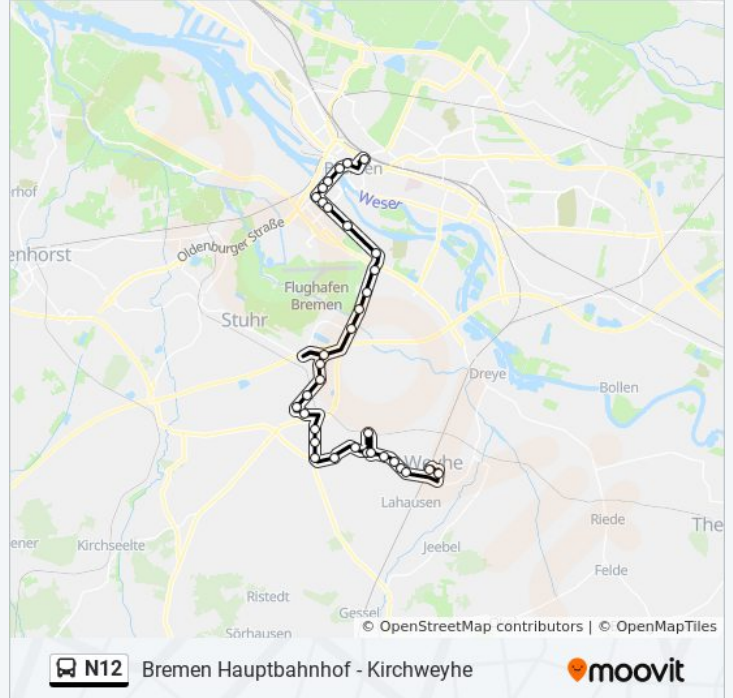 rhof
Weser
enhorst
Oldenburger Straße
Flughafen
Bremen
Stuhr
Dreye
Bollen
Weyhe
Lahausen
Riede
The
ener
Kirchseelte
Jeebel
Felde
Ristedt
Gessel
Sörhausen
© OpenStreetMap contributors | © OpenMapTiles
N12 Bremen Hauptbahnhof - Kirchweyhe
moovit